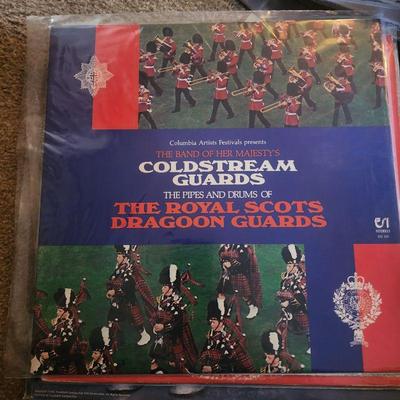 Columbia Artists Festivals presents
THE BAND OF HER MAJESTY'S
COLDSTREAM
GUARDS
THE PIPES AND DRUMS OF
THE ROYAL SCOTS
DRAGOON GUARDS
STEREO